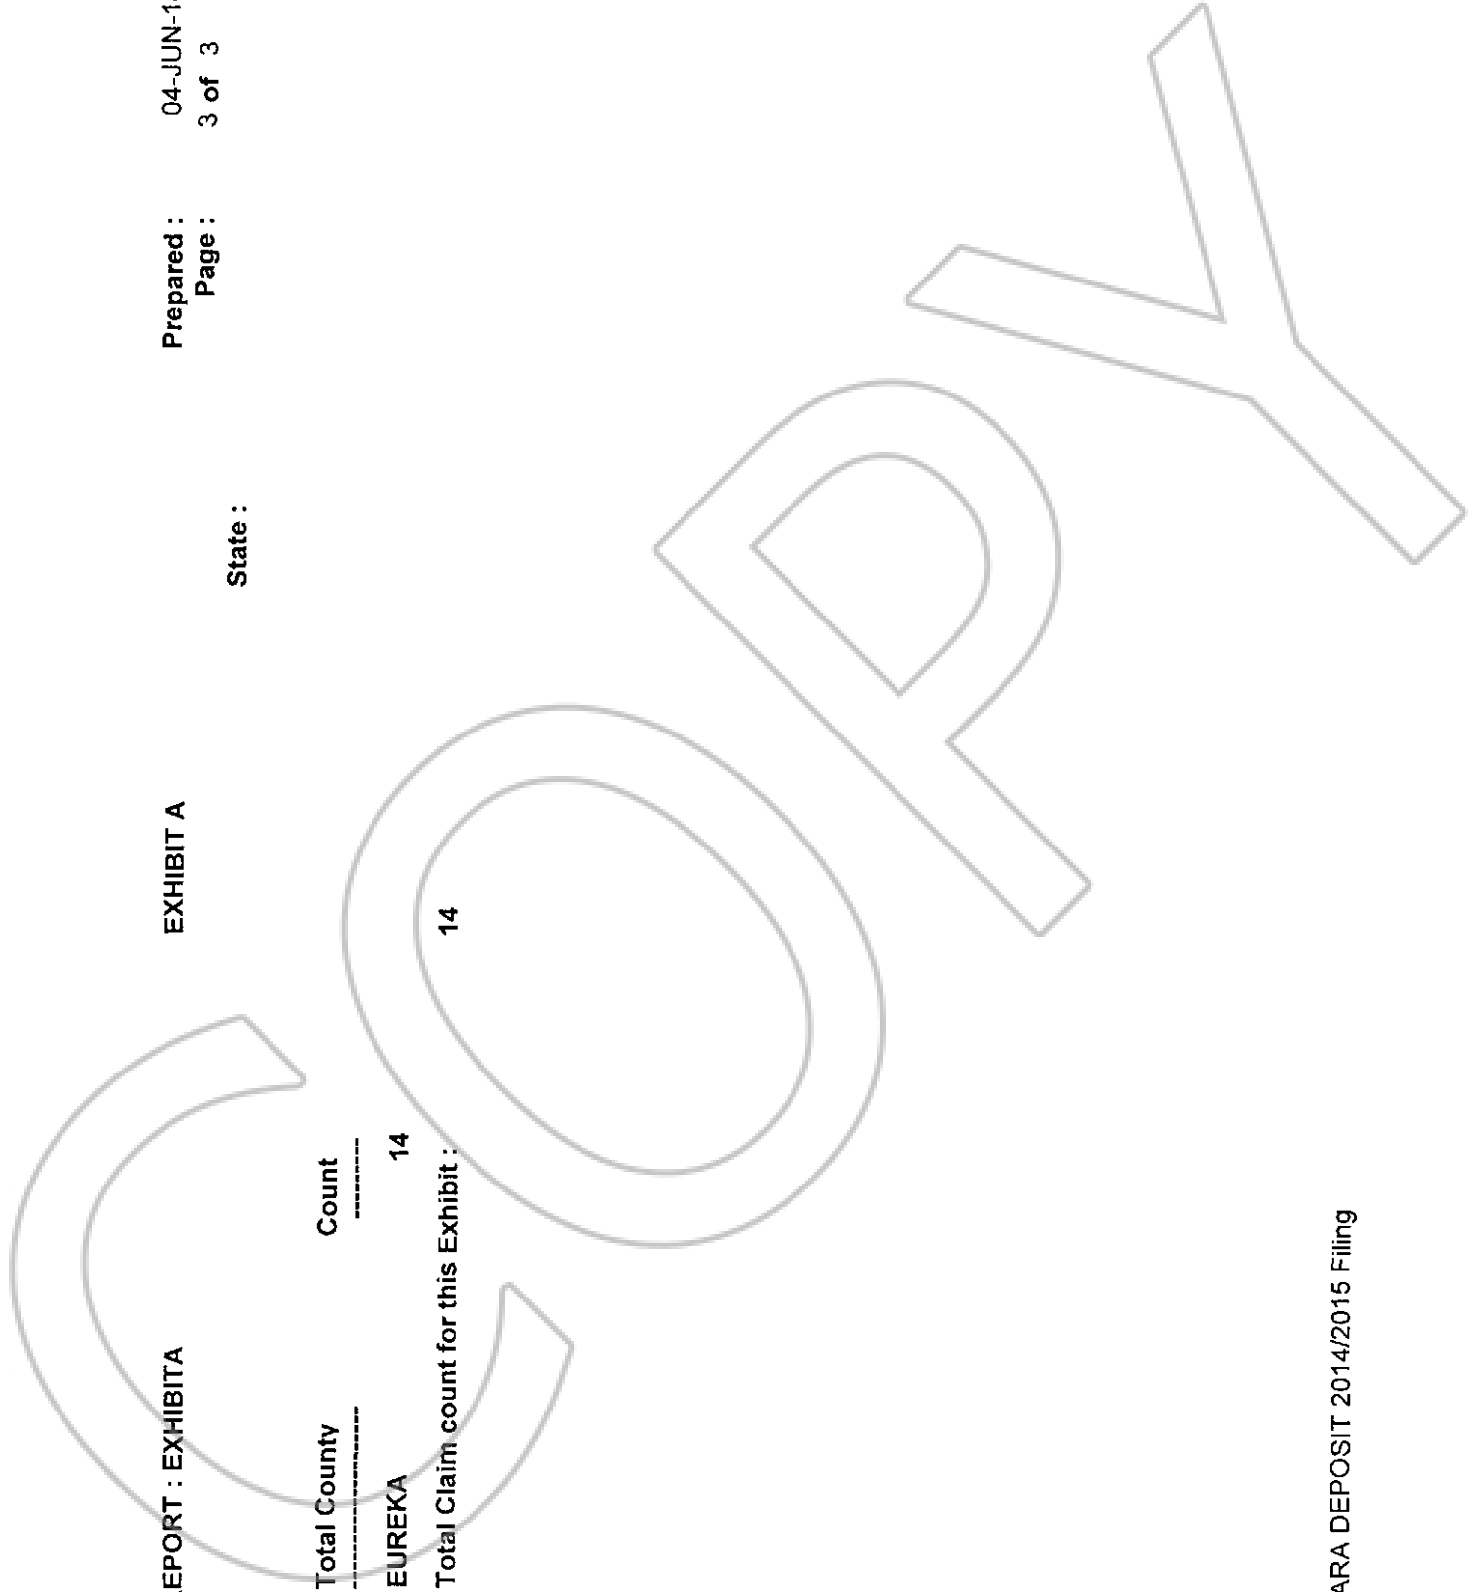 EPORT : EXHIBITA EXHIBIT A Prepared : 04-JUN-1
Page : 3 of 3
State :
Total County Count
---------------------- ----------
EUREKA 14
Total Claim count for this Exhibit : 14
ARA DEPOSIT 2014/2015 Filing
COPY